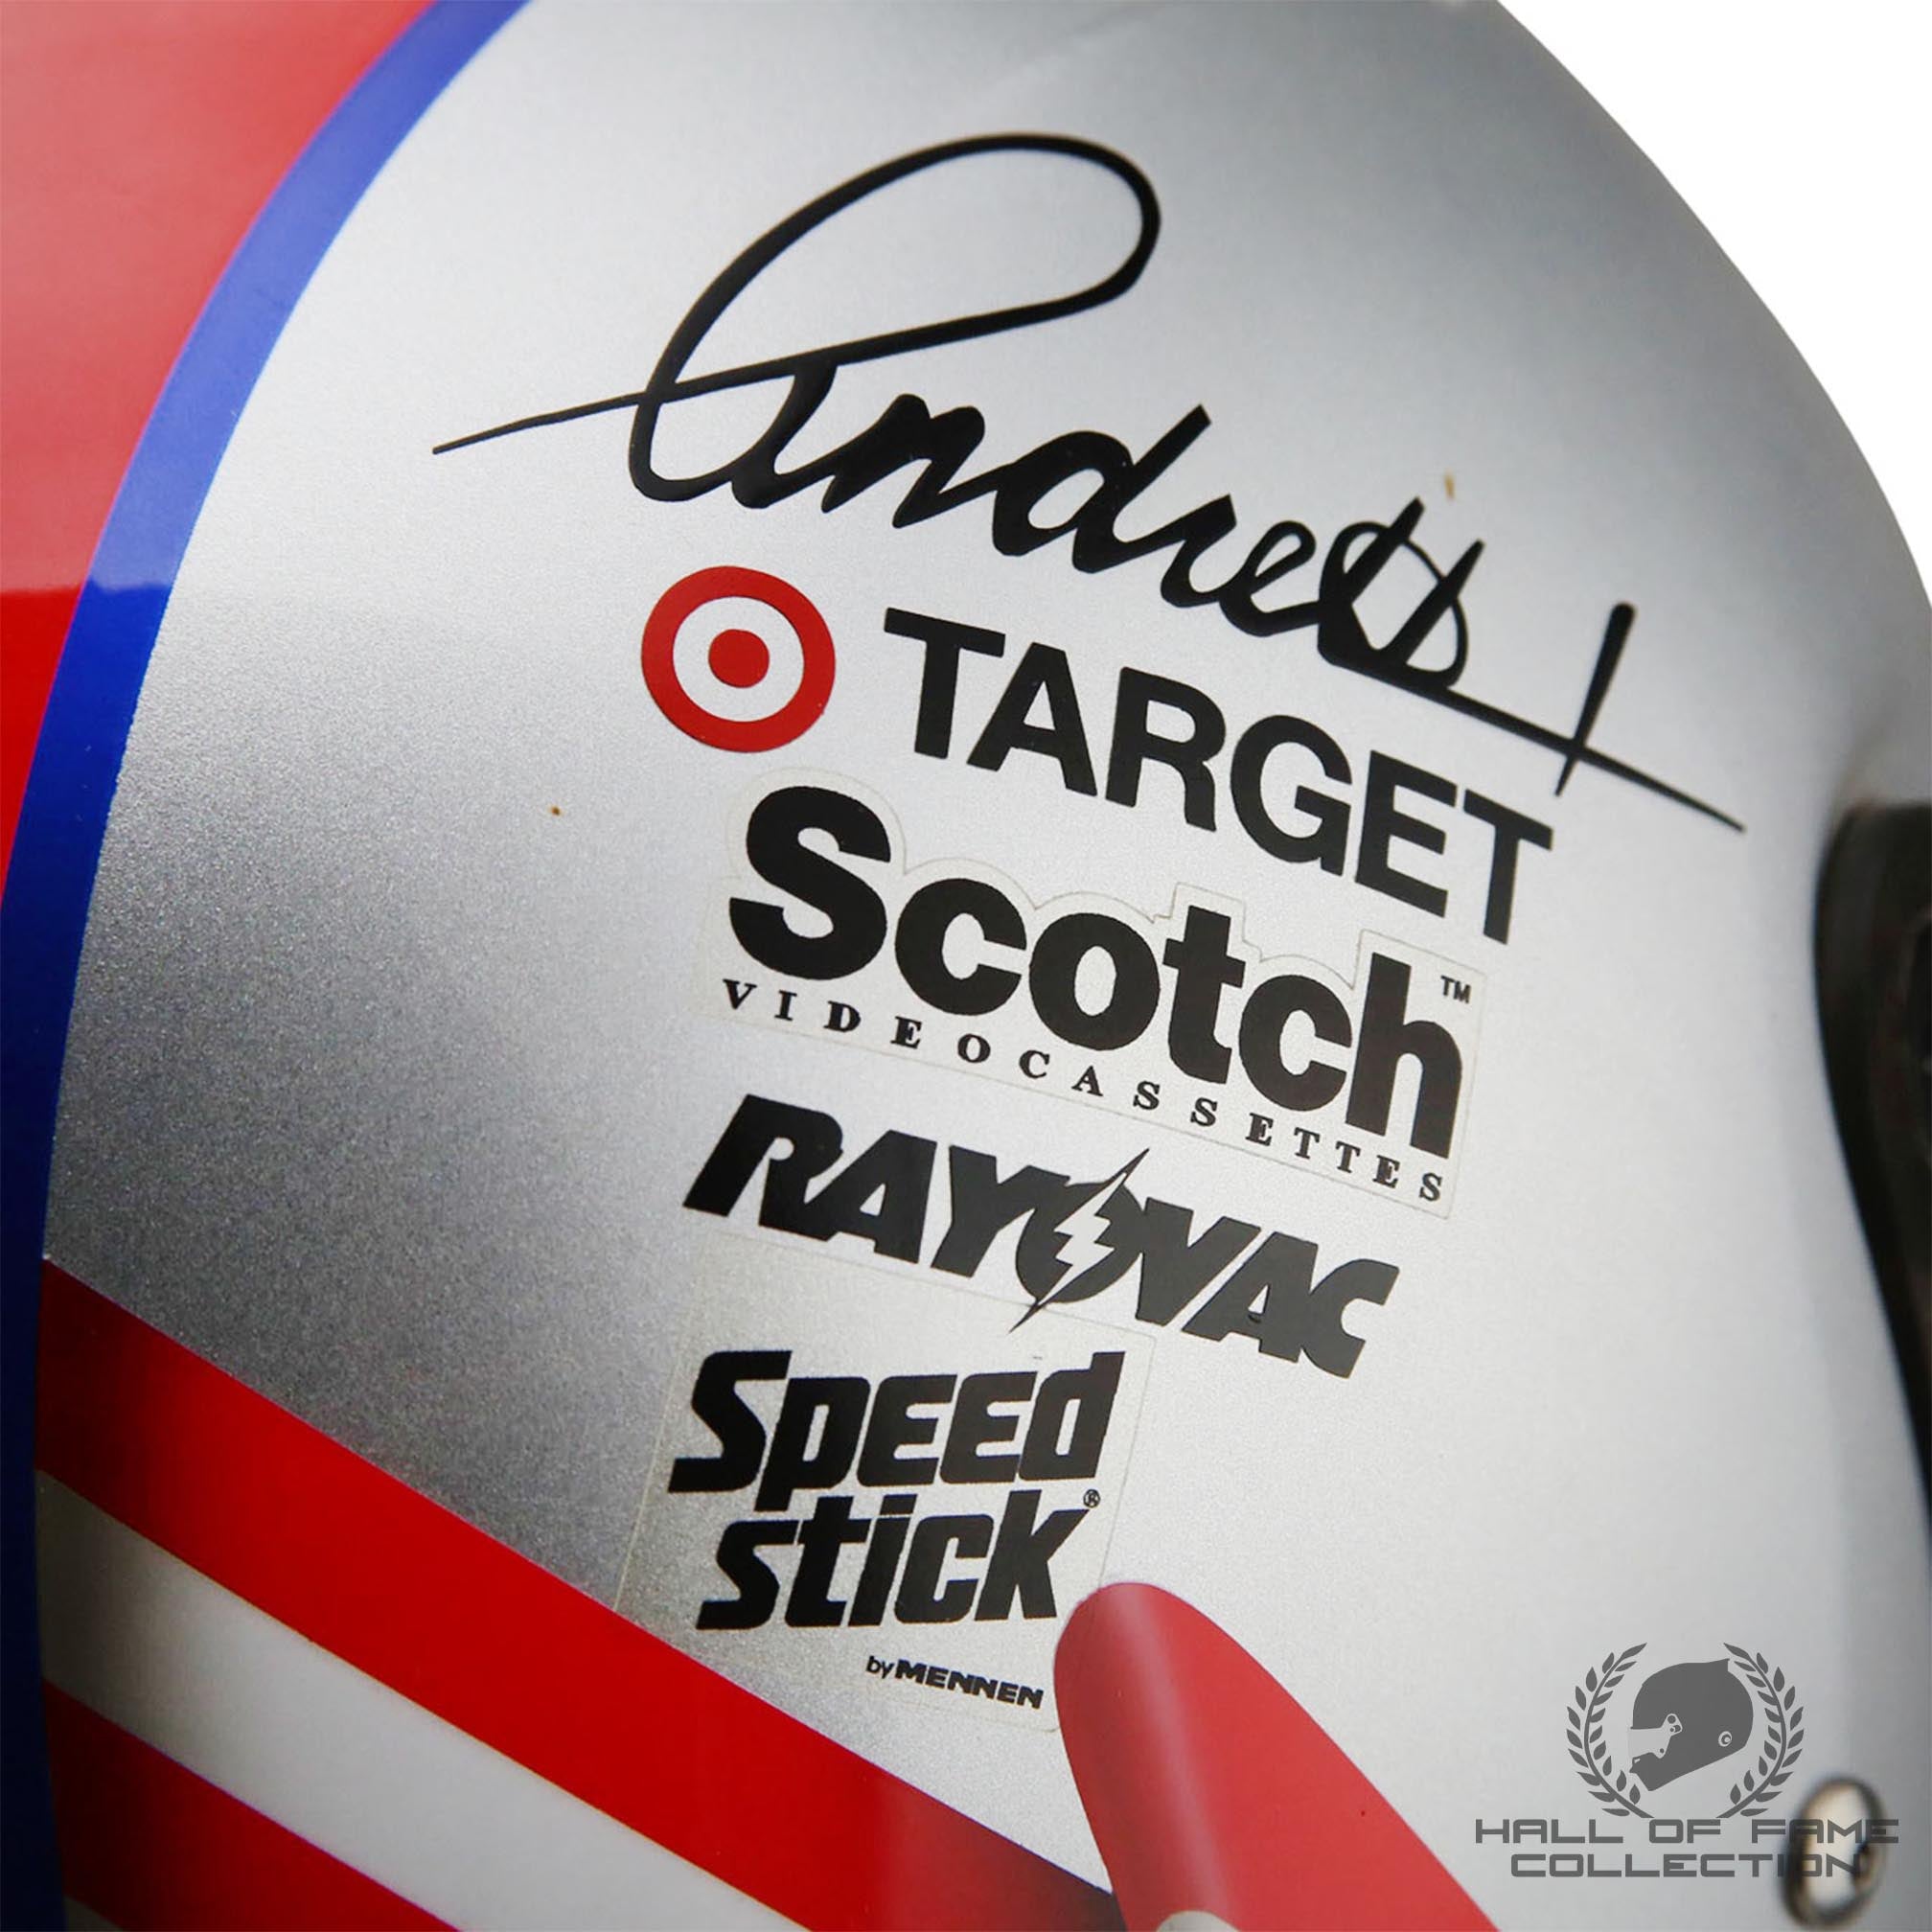 Andretti
TARGET
Scotch™
VIDEOCASSETTES
RAYOVAC
Speed
stick®
by MENNEN
HALL OF FAME
COLLECTION